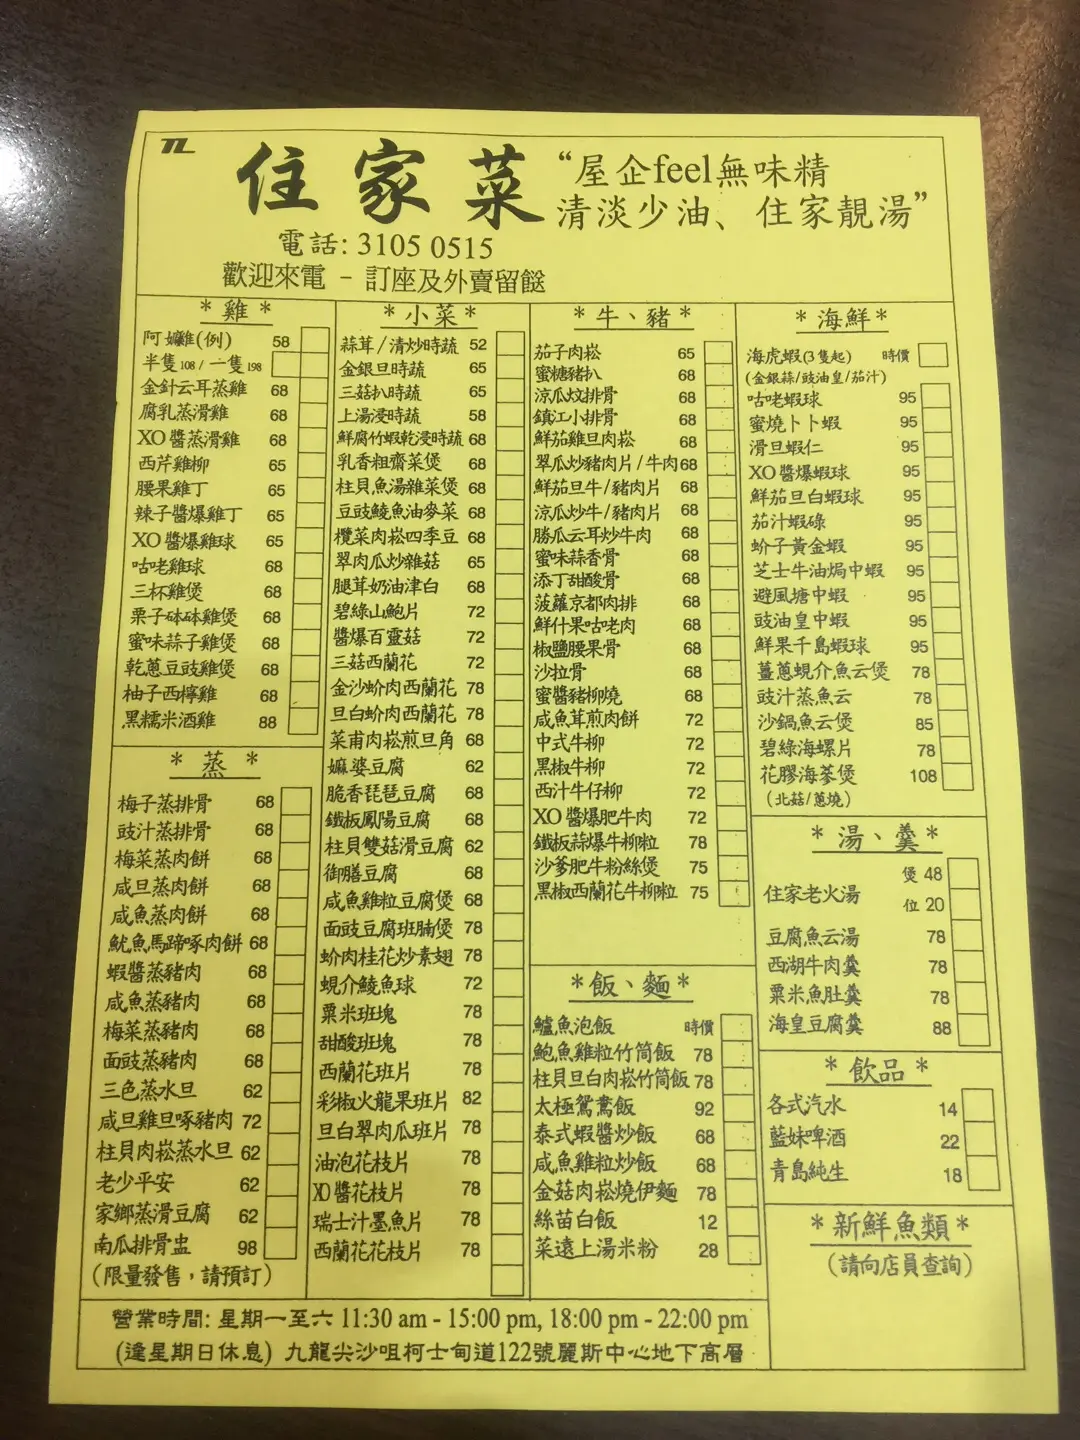 TL
住家菜
“屋企feel無味精
清淡少油、住家靚湯”
電話: 3105 0515
歡迎來電 - 訂座及外賣留餸
* 雞 *
阿嫲雞(例) 58
半隻108 / 一隻198
金針云耳蒸雞 68
腐乳蒸滑雞 68
XO醬蒸滑雞 68
西芹雞柳 65
腰果雞丁 65
辣子醬爆雞丁 65
XO醬爆雞球 65
咕咾雞球 68
三杯雞煲 68
栗子砵砵雞煲 68
蜜味蒜子雞煲 68
乾蔥豆豉雞煲 68
柚子西檸雞 68
黑糯米酒雞 88
* 蒸 *
梅子蒸排骨 68
豉汁蒸排骨 68
梅菜蒸肉餅 68
咸旦蒸肉餅 68
咸魚蒸肉餅 68
魷魚馬蹄啄肉餅 68
蝦醬蒸豬肉 68
咸魚蒸豬肉 68
梅菜蒸豬肉 68
面豉蒸豬肉 68
三色蒸水旦 62
咸旦雞旦啄豬肉 72
柱貝肉崧蒸水旦 62
老少平安 62
家鄉蒸滑豆腐 62
南瓜排骨盅 98
(限量發售，請預訂)
* 小菜 *
蒜茸/清炒時蔬 52
金銀旦時蔬 65
三菇扒時蔬 65
上湯浸時蔬 58
鮮腐竹蝦乾浸時蔬 68
乳香粗齋菜煲 68
柱貝魚湯雜菜煲 68
豆豉鯪魚油麥菜 68
欖菜肉崧四季豆 68
翠肉瓜炒雜菇 65
腿茸奶油津白 68
碧綠山鮑片 72
醬爆百靈菇 72
三菇西蘭花 72
金沙蚧肉西蘭花 78
旦白蚧肉西蘭花 78
菜甫肉崧煎旦角 68
嫲婆豆腐 62
脆香琵琶豆腐 68
鐵板鳳陽豆腐 68
柱貝雙菇滑豆腐 62
御膳豆腐 68
咸魚雞粒豆腐煲 68
面豉豆腐班腩煲 78
蚧肉桂花炒素翅 78
蜆介鯪魚球 72
粟米班塊 78
甜酸班塊 78
西蘭花班片 78
彩椒火龍果班片 82
旦白翠肉瓜班片 78
油泡花枝片 78
XO醬花枝片 78
瑞士汁墨魚片 78
西蘭花花枝片 78
* 牛、豬 *
茄子肉崧 65
蜜糖豬扒 68
涼瓜炆排骨 68
鎮江小排骨 68
鮮茄雞旦肉崧 68
翠瓜炒豬肉片/牛肉 68
鮮茄旦牛/豬肉片 68
涼瓜炒牛/豬肉片 68
勝瓜云耳炒牛肉 68
蜜味蒜香骨 68
添丁甜酸骨 68
菠蘿京都肉排 68
鮮什果咕老肉 68
椒鹽腰果骨 68
沙拉骨 68
蜜醬豬柳燒 68
咸魚茸煎肉餅 72
中式牛柳 72
黑椒牛柳 72
西汁牛仔柳 72
XO醬爆肥牛肉 72
鐵板蒜爆牛柳粒 78
沙爹肥牛粉絲煲 75
黑椒西蘭花牛柳粒 75
* 飯、麵 *
鱸魚泡飯 時價
鮑魚雞粒竹筒飯 78
柱貝旦白肉崧竹筒飯 78
太極鴛鴦飯 92
泰式蝦醬炒飯 68
咸魚雞粒炒飯 68
金菇肉崧燒伊麵 78
絲苗白飯 12
菜遠上湯米粉 28
* 海鮮 *
海虎蝦(3隻起) 時價
(金銀蒜/豉油皇/茄汁)
咕咾蝦球 95
蜜燒卜卜蝦 95
滑旦蝦仁 95
XO醬爆蝦球 95
鮮茄旦白蝦球 95
茄汁蝦碌 95
蚧子黃金蝦 95
芝士牛油焗中蝦 95
避風塘中蝦 95
豉油皇中蝦 95
鮮果千島蝦球 95
薑蔥蜆介魚云煲 78
豉汁蒸魚云 78
沙鍋魚云煲 85
碧綠海螺片 78
花膠海蔘煲 108
(北菇/蔥燒)
* 湯、羹 *
住家老火湯 煲 48
位 20
豆腐魚云湯 78
西湖牛肉羹 78
粟米魚肚羹 78
海皇豆腐羹 88
* 飲品 *
各式汽水 14
藍妹啤酒 22
青島純生 18
* 新鮮魚類 *
(請向店員查詢)
營業時間: 星期一至六 11:30 am - 15:00 pm, 18:00 pm - 22:00 pm
(逢星期日休息) 九龍尖沙咀柯士甸道122號麗斯中心地下高層